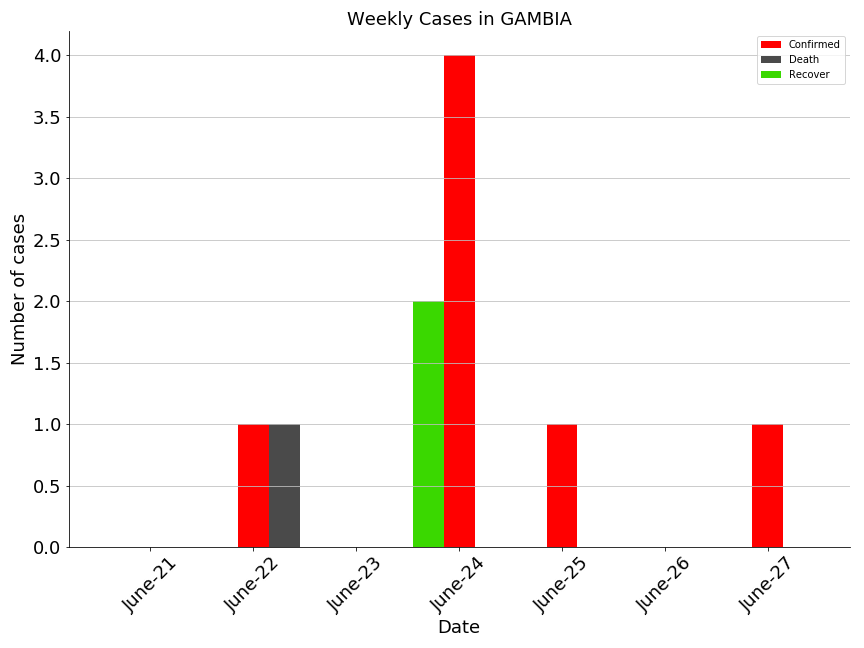 Weekly Cases in GAMBIA
Confirmed
Death
Recover
Number of cases
4.0
3.5
3.0
2.5
2.0
1.5
1.0
0.5
0.0
June-21
June-22
June-23
June-24
June-25
June-26
June-27
Date